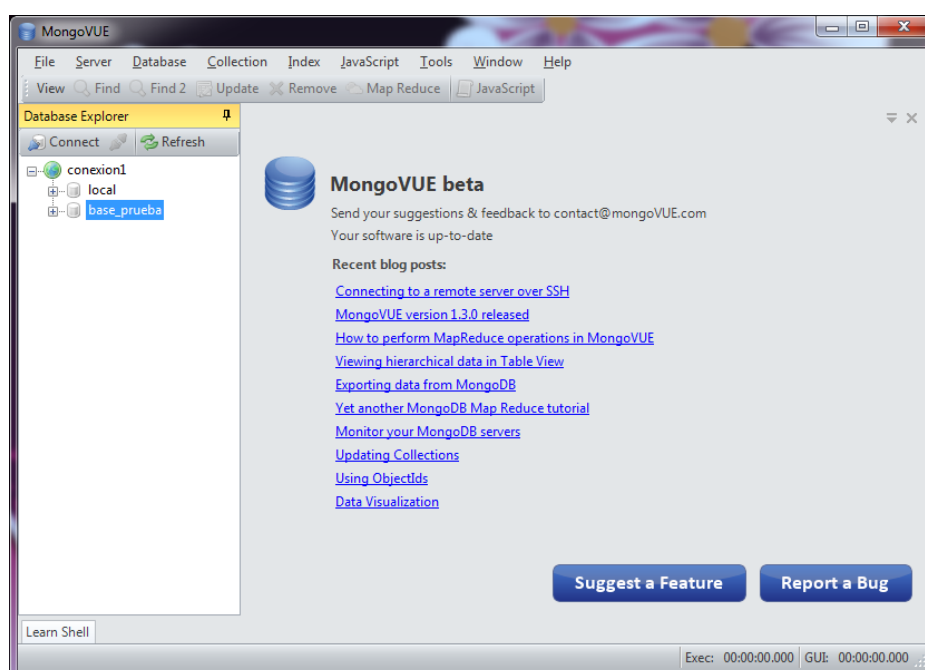 MongoVUE
File Server Database Collection Index JavaScript Tools Window Help
View Find Find 2 Update Remove Map Reduce JavaScript
Database Explorer
Connect Refresh
conexion1
local
base_prueba
MongoVUE beta
Send your suggestions & feedback to contact@mongoVUE.com
Your software is up-to-date
Recent blog posts:
Connecting to a remote server over SSH
MongoVUE version 1.3.0 released
How to perform MapReduce operations in MongoVUE
Viewing hierarchical data in Table View
Exporting data from MongoDB
Yet another MongoDB Map Reduce tutorial
Monitor your MongoDB servers
Updating Collections
Using ObjectIds
Data Visualization
Suggest a Feature Report a Bug
Learn Shell
Exec: 00:00:00.000 GUI: 00:00:00.000